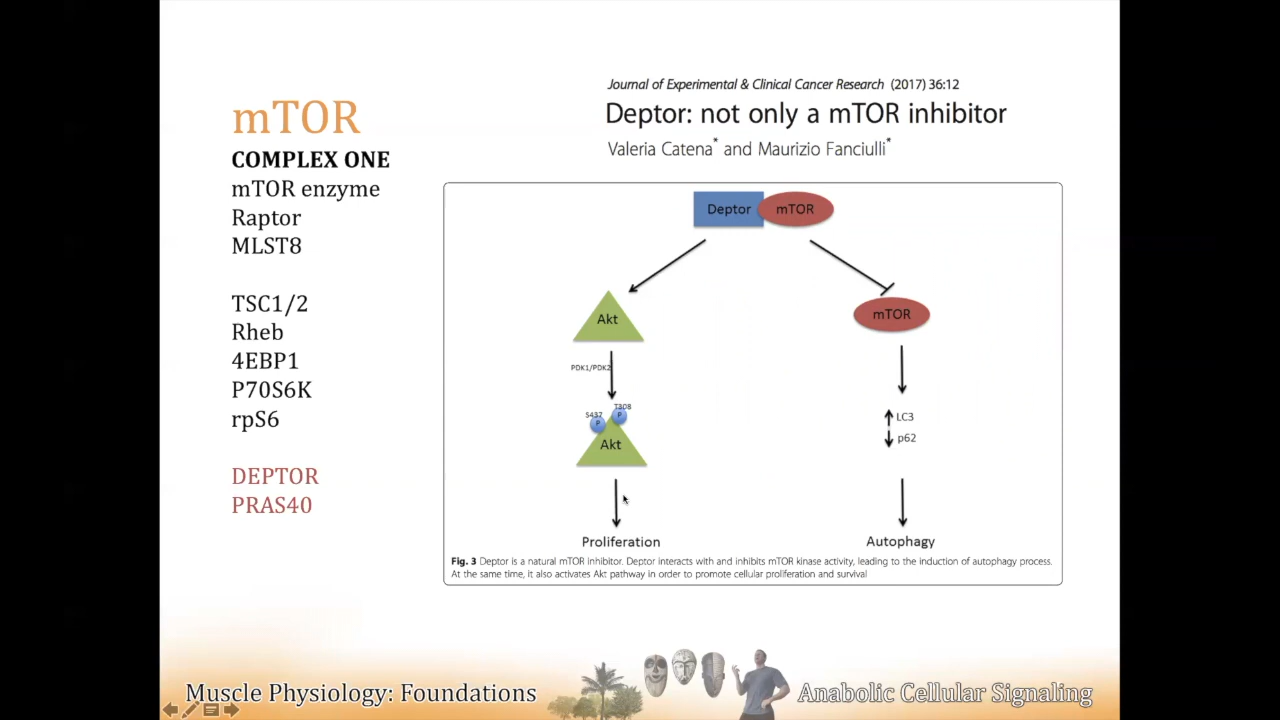 mTOR
COMPLEX ONE
mTOR enzyme
Raptor
MLST8
TSC1/2
Rheb
4EBP1
P70S6K
rpS6
DEPTOR
PRAS40
Journal of Experimental & Clinical Cancer Research (2017) 36:12
Deptor: not only a mTOR inhibitor
Valeria Catena* and Maurizio Fanciulli*
Deptor mTOR
Akt
mTOR
PDK1/PDK2
S437 T308
P P
Akt
LC3
p62
Proliferation
Autophagy
Fig. 3 Deptor is a natural mTOR inhibitor. Deptor interacts with and inhibits mTOR kinase activity, leading to the induction of autophagy process.
At the same time, it also activates Akt pathway in order to promote cellular proliferation and survival
Muscle Physiology: Foundations
Anabolic Cellular Signaling